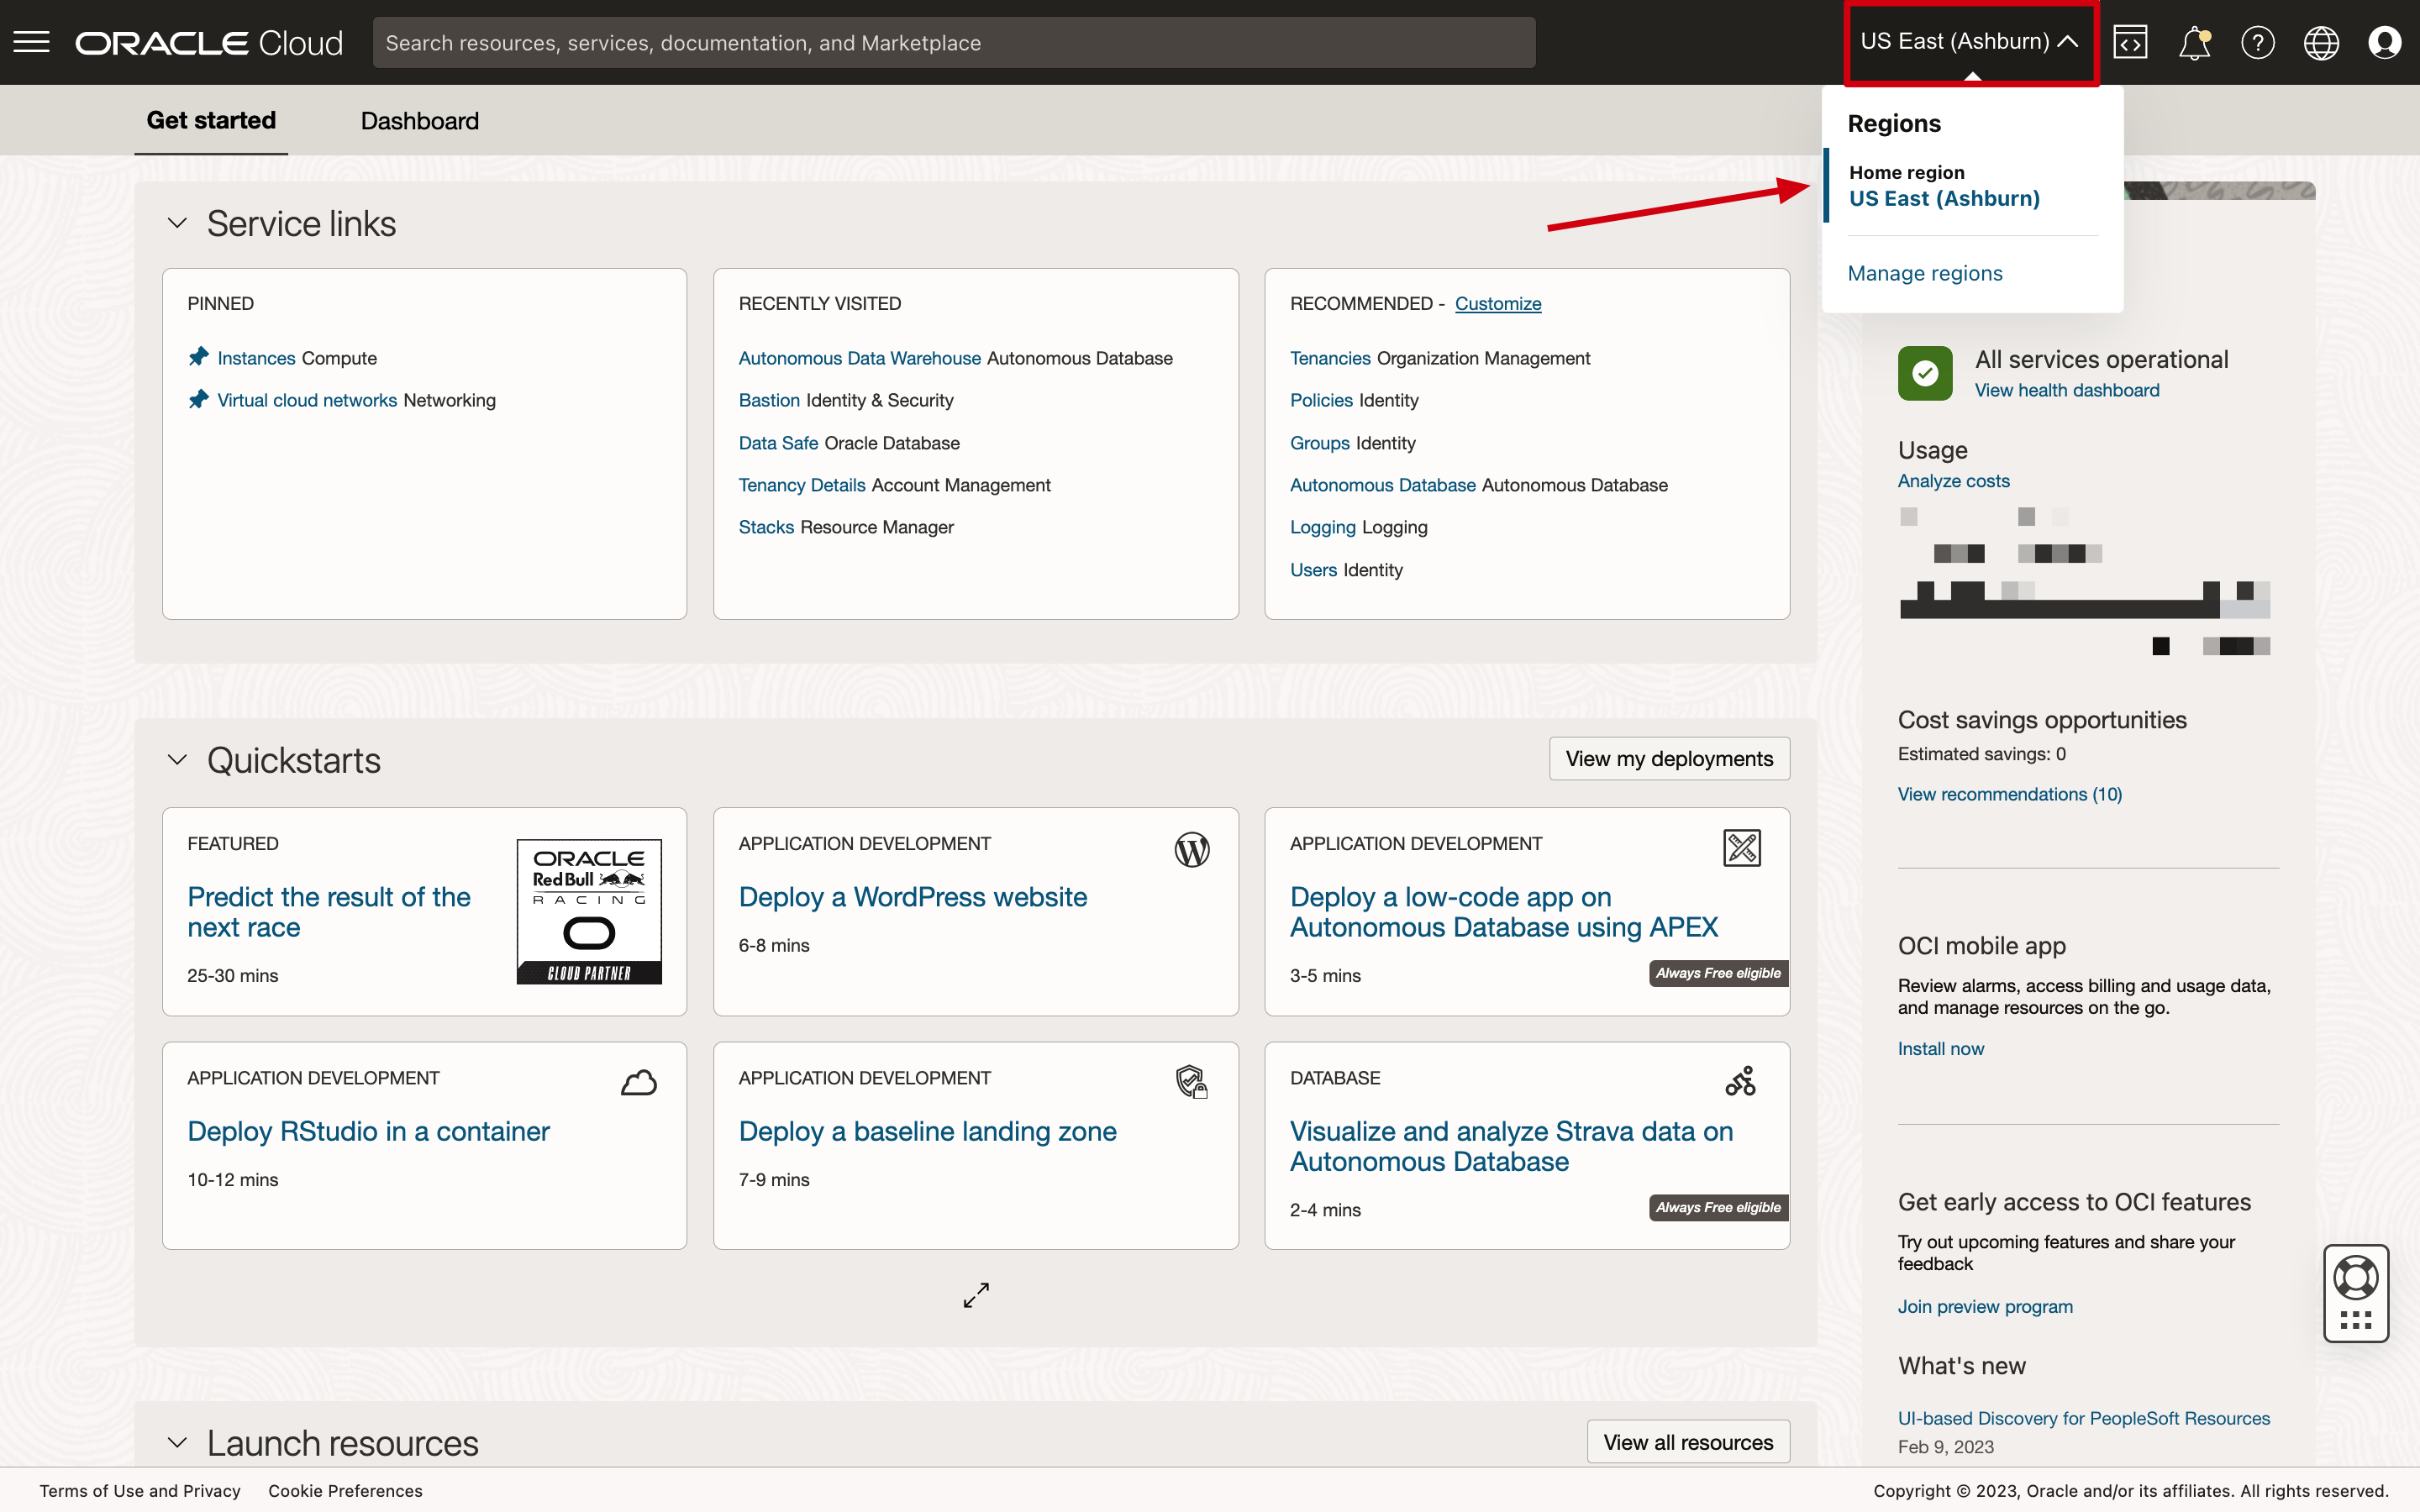 ORACLE Cloud
Search resources, services, documentation, and Marketplace
US East (Ashburn)
Get started
Dashboard
Regions
Home region
US East (Ashburn)
Manage regions
Service links
PINNED
Instances Compute
Virtual cloud networks Networking
RECENTLY VISITED
Autonomous Data Warehouse Autonomous Database
Bastion Identity & Security
Data Safe Oracle Database
Tenancy Details Account Management
Stacks Resource Manager
RECOMMENDED - Customize
Tenancies Organization Management
Policies Identity
Groups Identity
Autonomous Database Autonomous Database
Logging Logging
Users Identity
All services operational
View health dashboard
Usage
Analyze costs
Cost savings opportunities
Estimated savings: 0
View recommendations (10)
OCI mobile app
Review alarms, access billing and usage data,
and manage resources on the go.
Install now
Get early access to OCI features
Try out upcoming features and share your
feedback
Join preview program
What's new
UI-based Discovery for PeopleSoft Resources
Feb 9, 2023
Quickstarts
View my deployments
FEATURED
Predict the result of the
next race
25-30 mins
ORACLE
Red Bull
RACING
CLOUD PARTNER
APPLICATION DEVELOPMENT
Deploy a WordPress website
6-8 mins
APPLICATION DEVELOPMENT
Deploy a low-code app on
Autonomous Database using APEX
3-5 mins
Always Free eligible
APPLICATION DEVELOPMENT
Deploy RStudio in a container
10-12 mins
APPLICATION DEVELOPMENT
Deploy a baseline landing zone
7-9 mins
DATABASE
Visualize and analyze Strava data on
Autonomous Database
2-4 mins
Always Free eligible
Launch resources
View all resources
Terms of Use and Privacy
Cookie Preferences
Copyright © 2023, Oracle and/or its affiliates. All rights reserved.